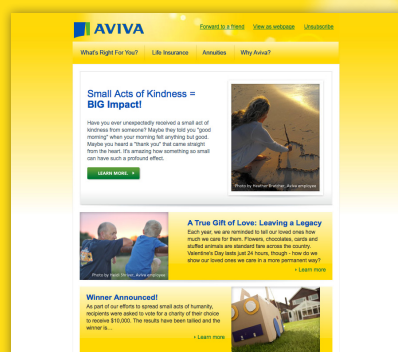 AVIVA
Forward to a friend View as webpage Unsubscribe
What's Right For You? Life Insurance Annuities Why Aviva?
Small Acts of Kindness =
BIG Impact!
Have you ever unexpectedly received a small act of
kindness from someone? Maybe they told you "good
morning" when your morning felt anything but good.
Maybe you heard a "thank you" that came straight
from the heart. It's amazing how something so small
can have such a profound effect.
LEARN MORE
Photo by Heather Brancher, Aviva employee
A True Gift of Love: Leaving a Legacy
Each year, we are reminded to tell our loved ones how
much we care for them. Flowers, chocolates, cards and
stuffed animals are standard fare across the country.
Valentine's Day lasts just 24 hours, though - how do we
show our loved ones we care in a more permanent way?
Learn more
Photo by Heidi Aviva employee
Winner Announced!
As part of our efforts to spread small acts of humanity,
recipients were asked to vote for a charity of their choice
to receive $10,000. The results have been tallied and the
winner is...
Learn more